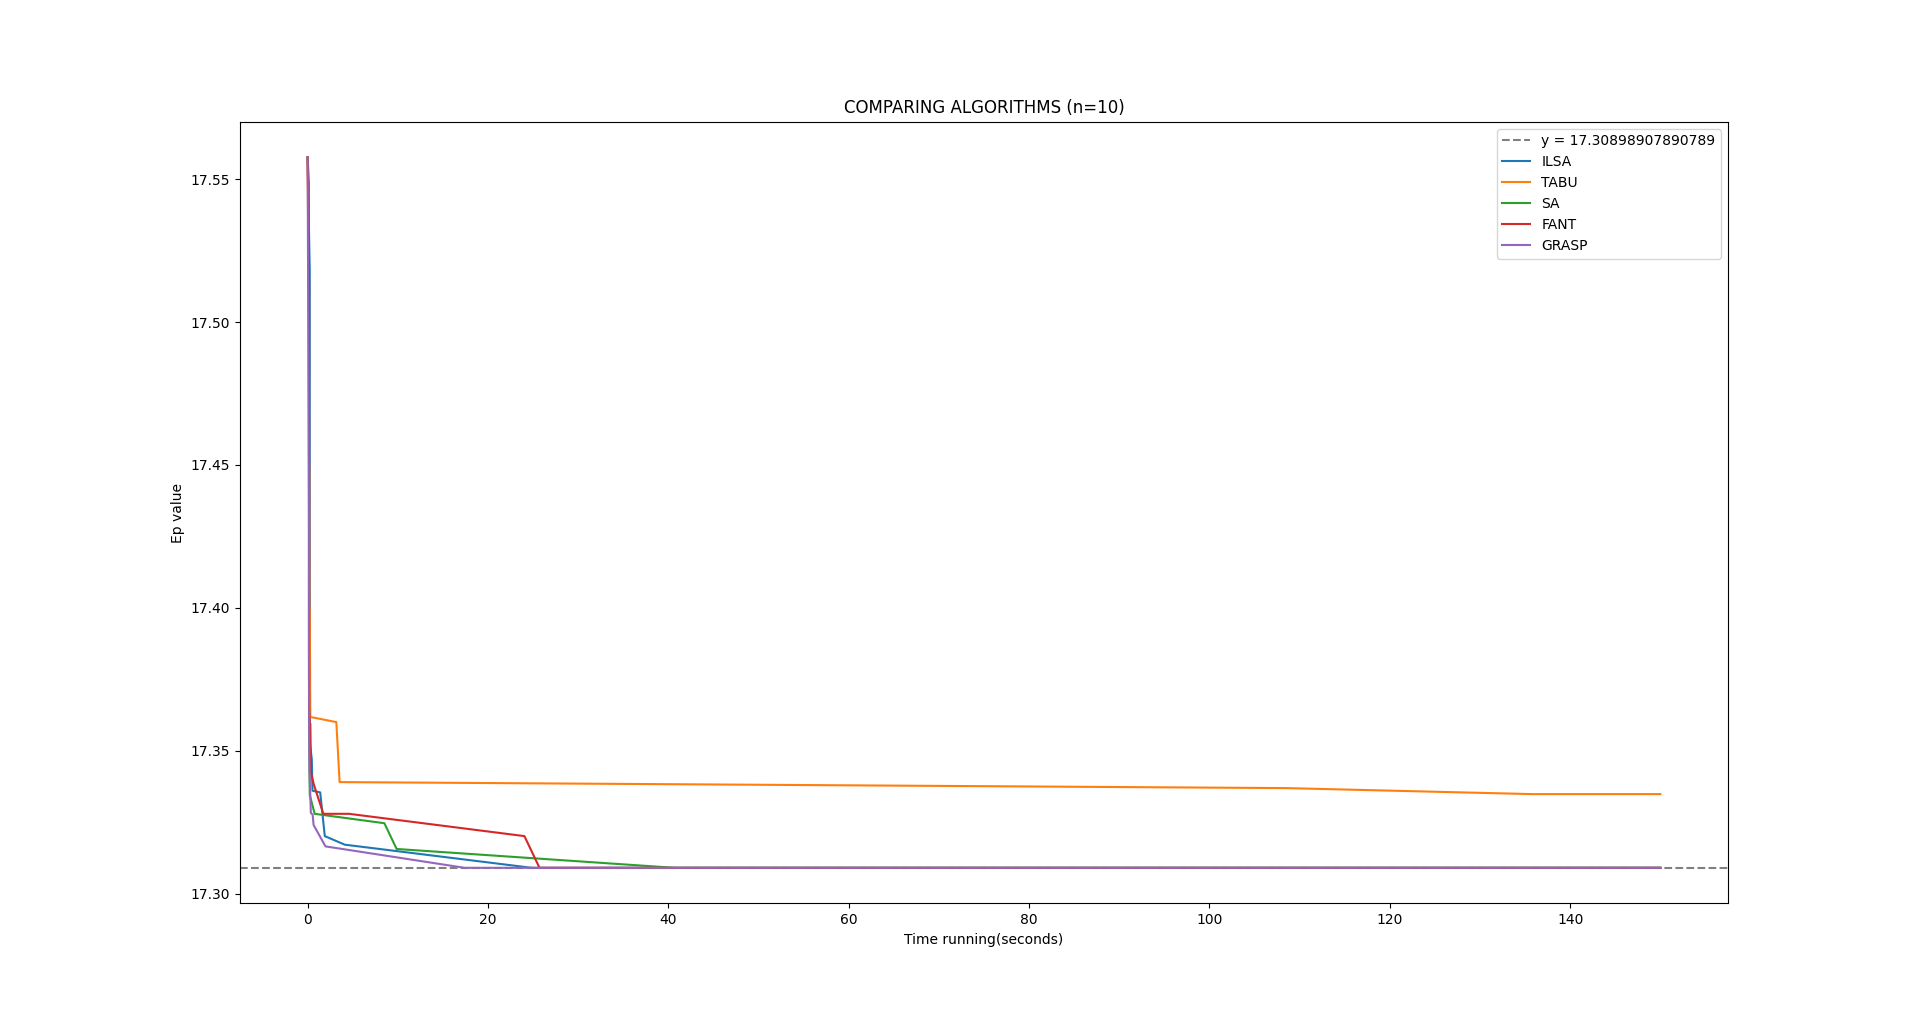 COMPARING ALGORITHMS (n=10)
y = 17.30898907890789
ILSA
TABU
SA
FANT
GRASP
Ep value
17.55
17.50
17.45
17.40
17.35
17.30
0 20 40 60 80 100 120 140
Time running(seconds)